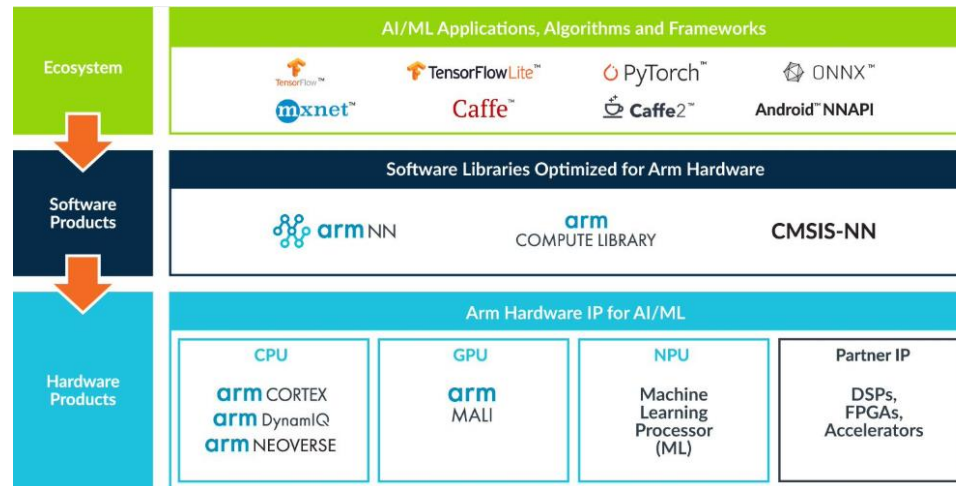 Ecosystem
AI/ML Applications, Algorithms and Frameworks
TensorFlow™
TensorFlowLite™
PyTorch™
ONNX™
mxnet™
Caffe™
Caffe2™
Android™ NNAPI
Software
Products
Software Libraries Optimized for Arm Hardware
arm NN
arm
COMPUTE LIBRARY
CMSIS-NN
Hardware
Products
Arm Hardware IP for AI/ML
CPU
arm CORTEX
arm DynamIQ
arm NEOVERSE
GPU
arm
MALI
NPU
Machine
Learning
Processor
(ML)
Partner IP
DSPs,
FPGAs,
Accelerators